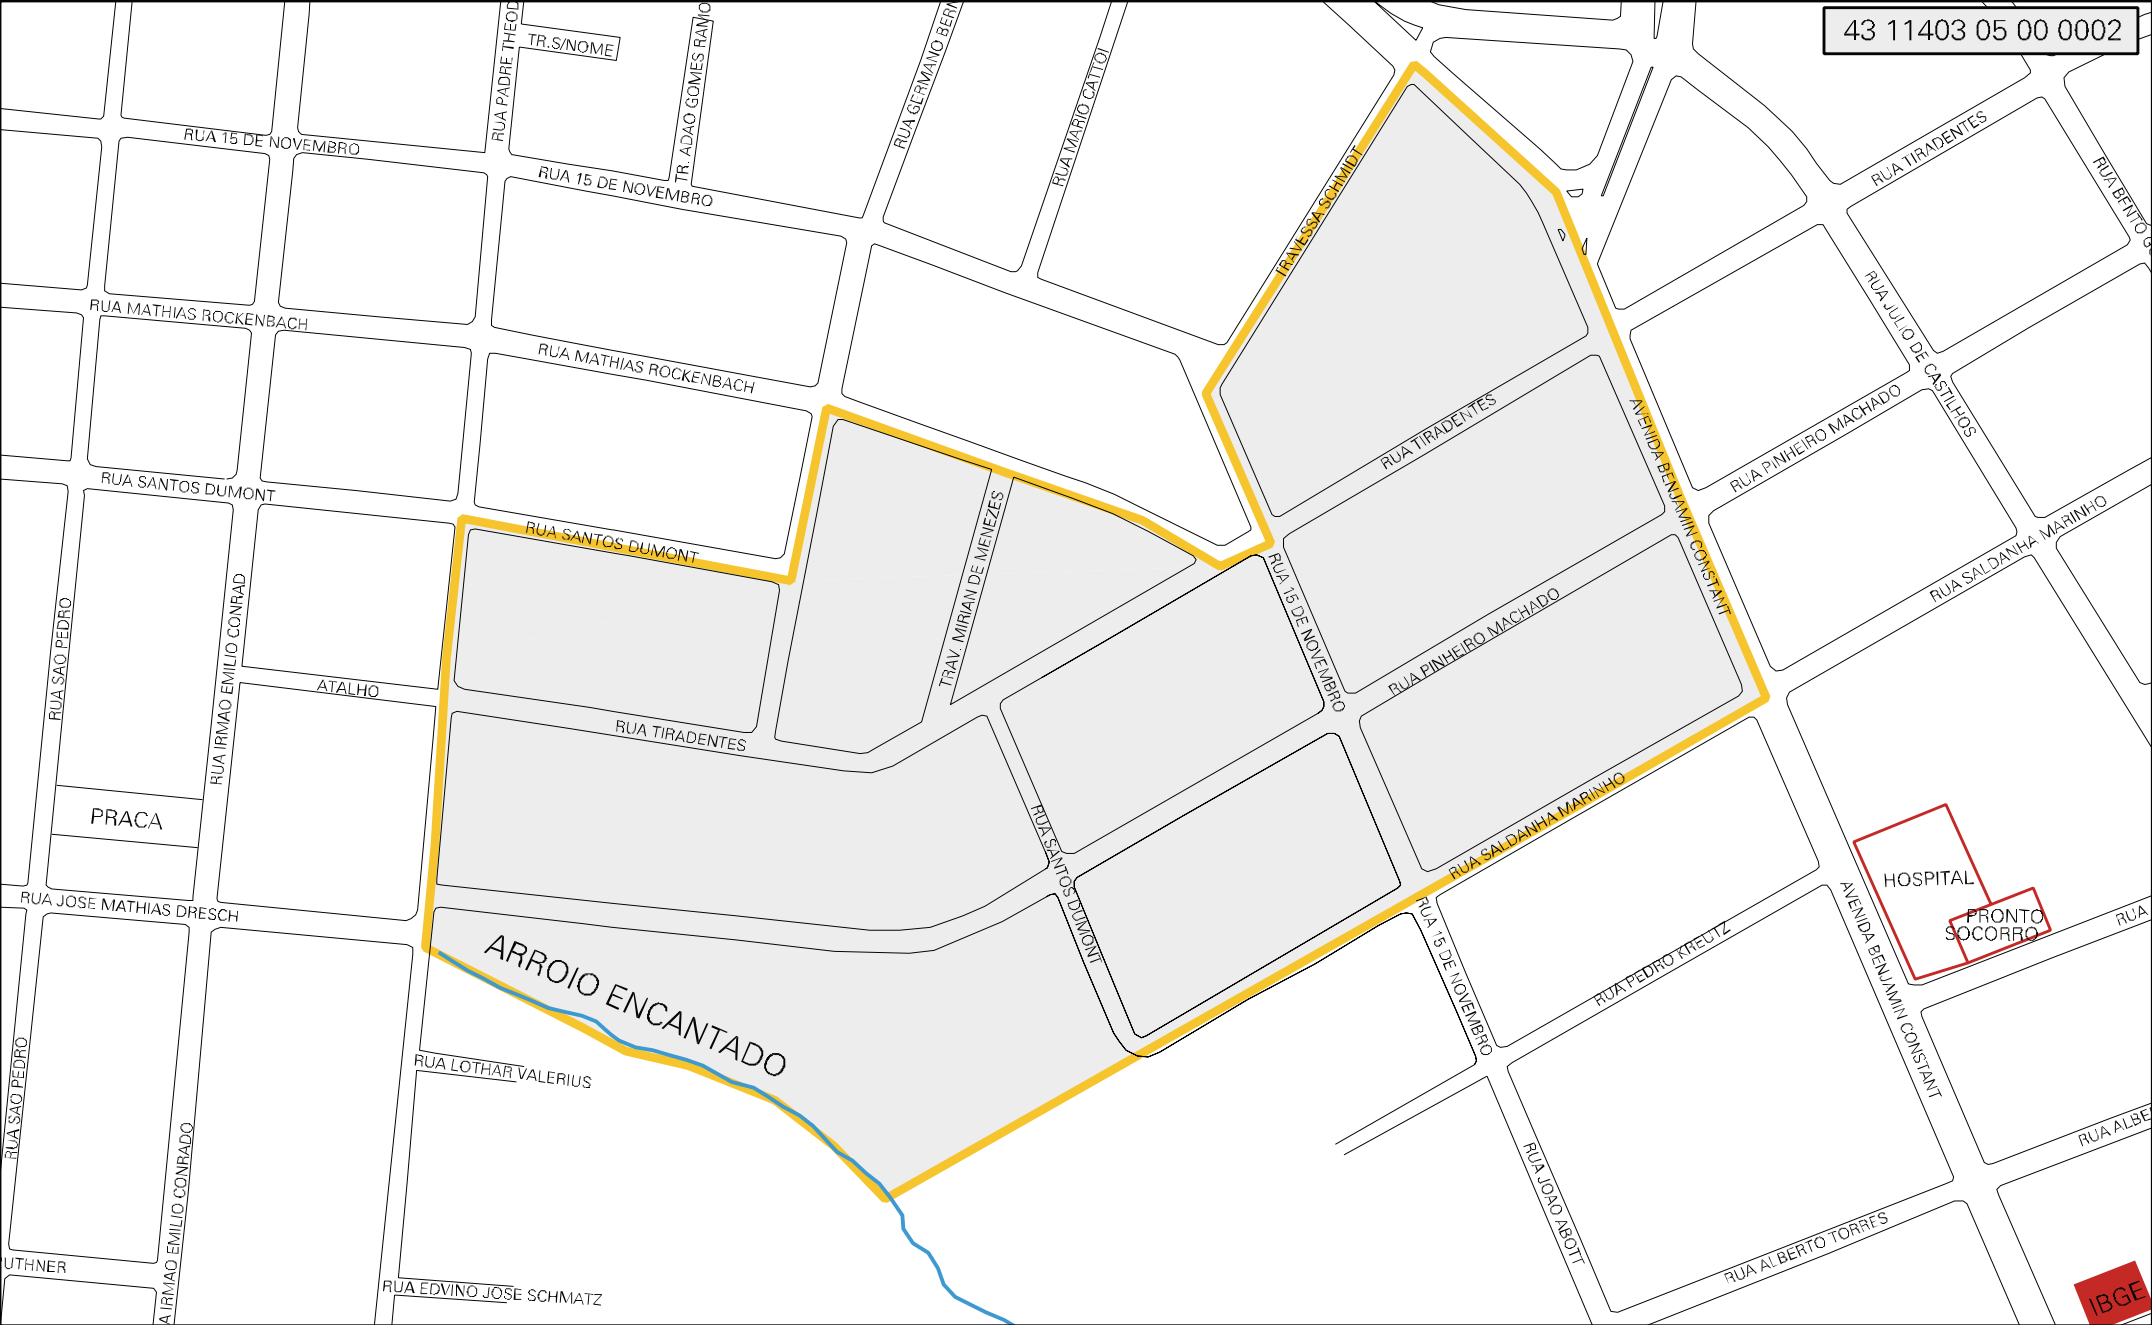 43 11403 05 00 0002
TR.S/NOME
RUA PADRE THEOD
TR. ADAO GOMES RAMO
RUA GERMANO BERN
RUA MARIO CATTOI
RUA 15 DE NOVEMBRO
RUA 15 DE NOVEMBRO
RUA TIRADENTES
RUA BENTO G
TRAVESSA SCHMIDT
RUA MATHIAS ROCKENBACH
RUA MATHIAS ROCKENBACH
RUA JULIO DE CASTILHOS
RUA TIRADENTES
AVENIDA BENJAMIN CONSTANT
RUA PINHEIRO MACHADO
RUA SANTOS DUMONT
RUA SANTOS DUMONT
TRAV. MIRIAN DE MENEZES
RUA SALDANHA MARINHO
RUA 15 DE NOVEMBRO
RUA PINHEIRO MACHADO
RUA SAO PEDRO
RUA IRMAO EMILIO CONRAD
ATALHO
RUA TIRADENTES
PRACA
RUA SANTOS DUMONT
RUA SALDANHA MARINHO
HOSPITAL
PRONTO
SOCORRO
RUA
RUA JOSE MATHIAS DRESCH
ARROIO ENCANTADO
RUA 15 DE NOVEMBRO
RUA PEDRO KREUTZ
AVENIDA BENJAMIN CONSTANT
RUA LOTHAR VALERIUS
RUA SAO PEDRO
A IRMAO EMILIO CONRADO
RUA ALBE
RUA JOAO ABOTT
RUA ALBERTO TORRES
UTHNER
RUA EDVINO JOSE SCHMATZ
IBGE